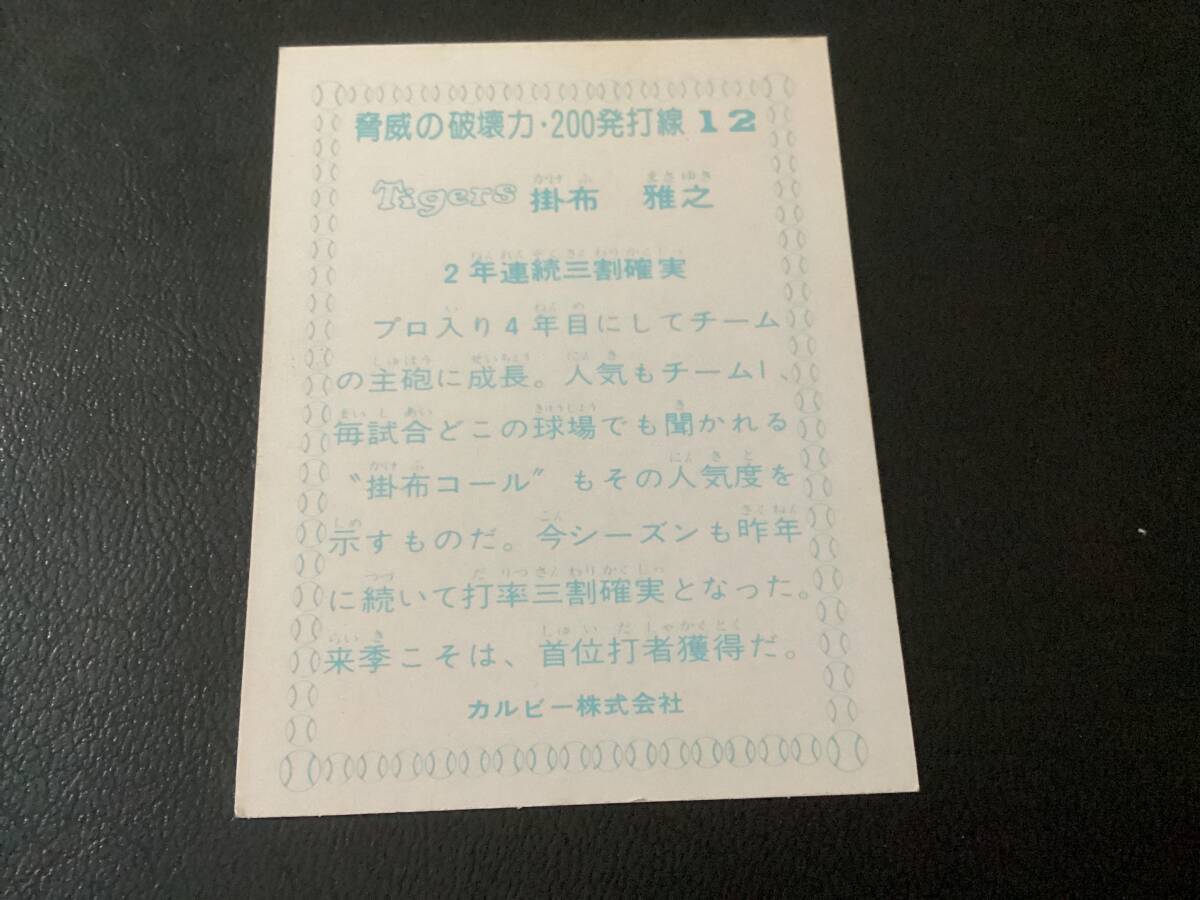 脅威の破壊力・200発打線 12
Tigers 掛布 雅之
2年連続三割確実
プロ入り4年目にしてチーム
の主砲に成長。人気もチーム1、
毎試合どこの球場でも聞かれる
“掛布コール”もその人気度を
示すものだ。今シーズンも昨年
に続いて打率三割確実となった。
来季こそは、首位打者獲得だ。
カルビー株式会社